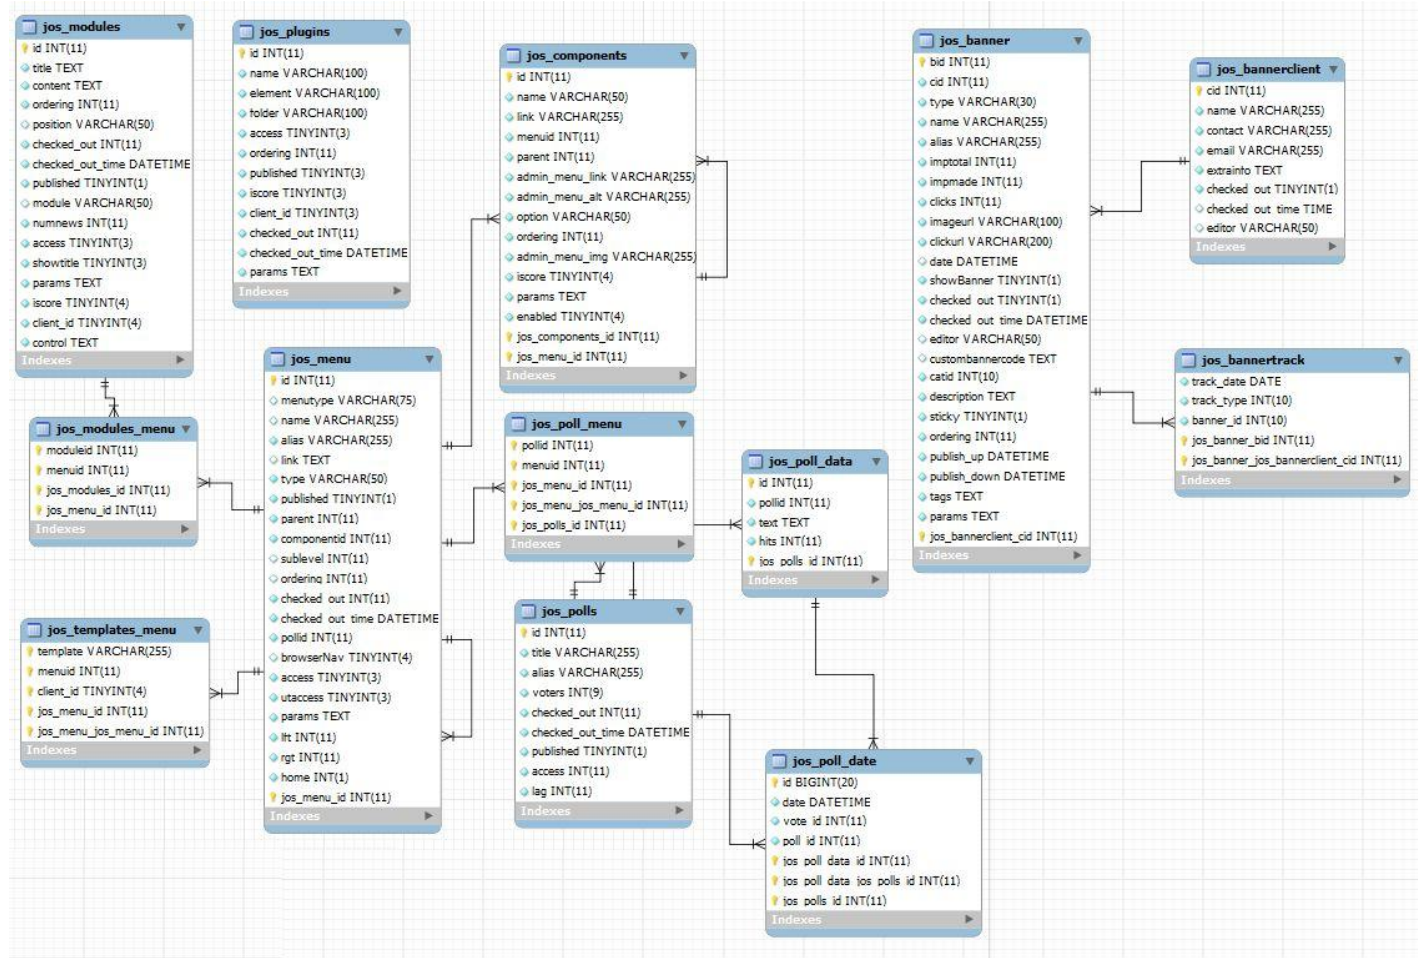 jos_modules
id INT(11)
title TEXT
content TEXT
ordering INT(11)
position VARCHAR(50)
checked_out INT(11)
checked_out_time DATETIME
published TINYINT(1)
module VARCHAR(50)
numnews INT(11)
access TINYINT(3)
showtitle TINYINT(3)
params TEXT
iscore TINYINT(4)
client_id TINYINT(4)
control TEXT
Indexes
jos_plugins
id INT(11)
name VARCHAR(100)
element VARCHAR(100)
folder VARCHAR(100)
access TINYINT(3)
ordering INT(11)
published TINYINT(3)
iscore TINYINT(3)
client_id TINYINT(3)
checked_out INT(11)
checked_out_time DATETIME
params TEXT
Indexes
jos_components
id INT(11)
name VARCHAR(50)
link VARCHAR(255)
menuid INT(11)
parent INT(11)
admin_menu_link VARCHAR(255)
admin_menu_alt VARCHAR(255)
option VARCHAR(50)
ordering INT(11)
admin_menu_img VARCHAR(255)
iscore TINYINT(4)
params TEXT
enabled TINYINT(4)
jos_components_id INT(11)
jos_menu_id INT(11)
Indexes
jos_banner
bid INT(11)
cid INT(11)
type VARCHAR(30)
name VARCHAR(255)
alias VARCHAR(255)
imptotal INT(11)
impmade INT(11)
clicks INT(11)
imageurl VARCHAR(100)
clickurl VARCHAR(200)
date DATETIME
showBanner TINYINT(1)
checked_out TINYINT(1)
checked_out_time DATETIME
editor VARCHAR(50)
custombannercode TEXT
catid INT(10)
description TEXT
sticky TINYINT(1)
ordering INT(11)
publish_up DATETIME
publish_down DATETIME
tags TEXT
params TEXT
jos_bannerclient_cid INT(11)
Indexes
jos_bannerclient
cid INT(11)
name VARCHAR(255)
contact VARCHAR(255)
email VARCHAR(255)
extrainfo TEXT
checked_out TINYINT(1)
checked_out_time TIME
editor VARCHAR(50)
Indexes
jos_bannertrack
track_date DATE
track_type INT(10)
banner_id INT(10)
jos_banner_bid INT(11)
jos_banner_jos_bannerclient_cid INT(11)
Indexes
jos_modules_menu
moduleid INT(11)
menuid INT(11)
jos_modules_id INT(11)
jos_menu_id INT(11)
Indexes
jos_menu
id INT(11)
menutype VARCHAR(75)
name VARCHAR(255)
alias VARCHAR(255)
link TEXT
type VARCHAR(50)
published TINYINT(1)
parent INT(11)
componentid INT(11)
sublevel INT(11)
ordering INT(11)
checked_out INT(11)
checked_out_time DATETIME
pollid INT(11)
browserNav TINYINT(4)
access TINYINT(3)
utaccess TINYINT(3)
params TEXT
lft INT(11)
rgt INT(11)
home INT(1)
jos_menu_id INT(11)
Indexes
jos_poll_menu
pollid INT(11)
menuid INT(11)
jos_menu_id INT(11)
jos_menu_jos_menu_id INT(11)
jos_polls_id INT(11)
Indexes
jos_poll_data
id INT(11)
pollid INT(11)
text TEXT
hits INT(11)
jos_polls_id INT(11)
Indexes
jos_templates_menu
template VARCHAR(255)
menuid INT(11)
client_id TINYINT(4)
jos_menu_id INT(11)
jos_menu_jos_menu_id INT(11)
Indexes
jos_polls
id INT(11)
title VARCHAR(255)
alias VARCHAR(255)
voters INT(9)
checked_out INT(11)
checked_out_time DATETIME
published TINYINT(1)
access INT(11)
lag INT(11)
Indexes
jos_poll_date
id BIGINT(20)
date DATETIME
vote_id INT(11)
poll_id INT(11)
jos_poll_data_id INT(11)
jos_poll_data_jos_polls_id INT(11)
jos_polls_id INT(11)
Indexes